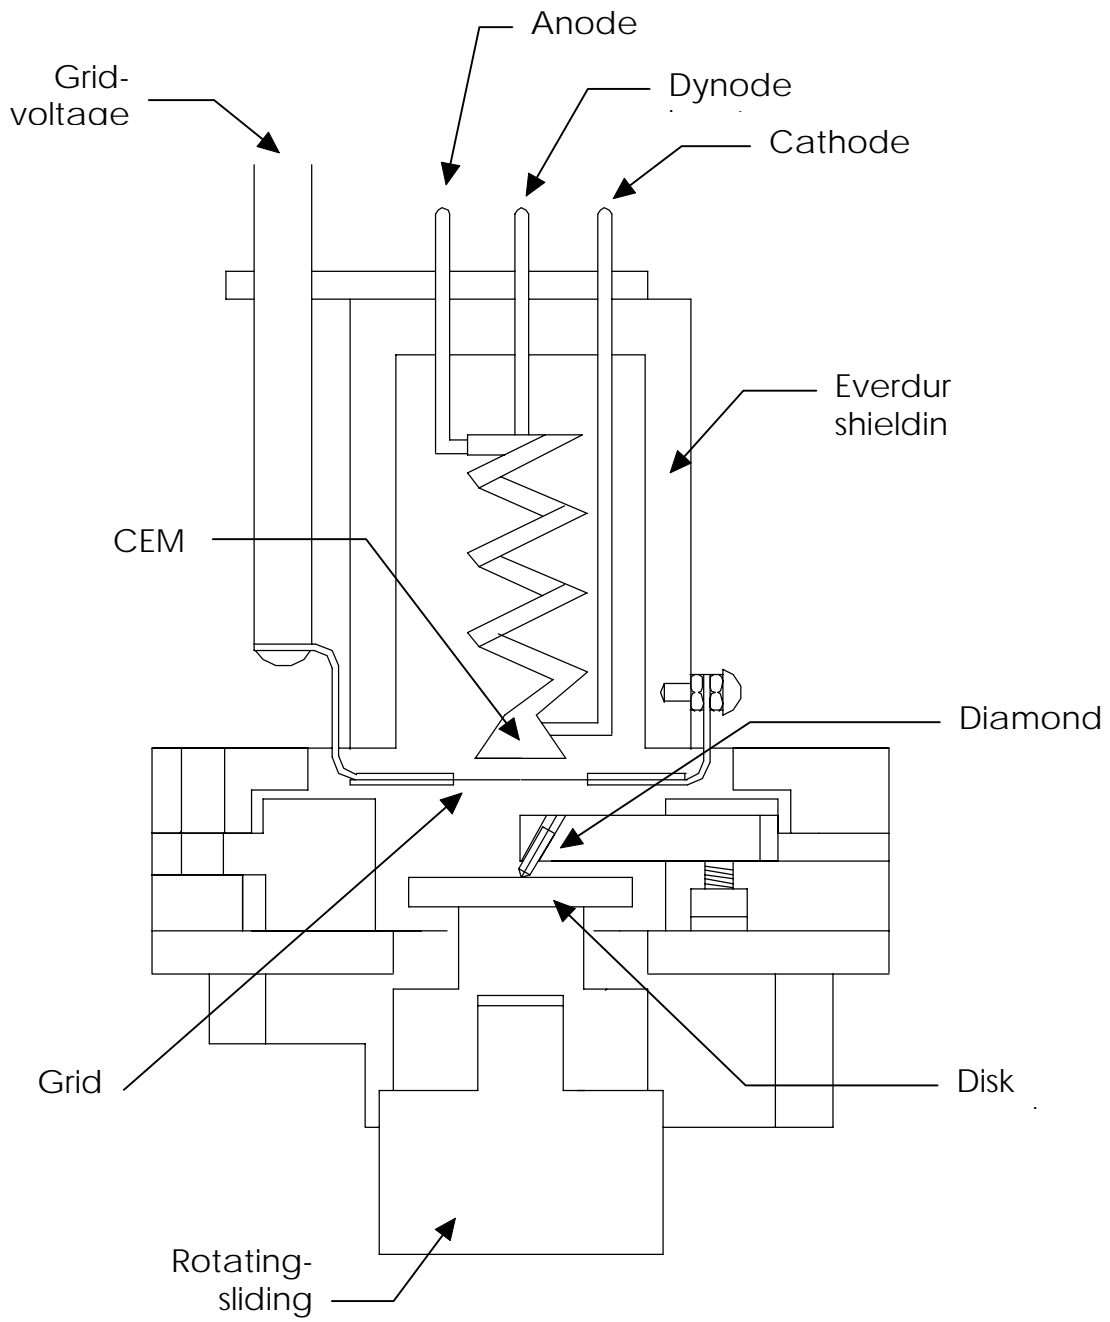 Anode
Grid-
voltage
Dynode
Cathode
Everdur
shieldin
CEM
Diamond
Grid
Disk
Rotating-
sliding